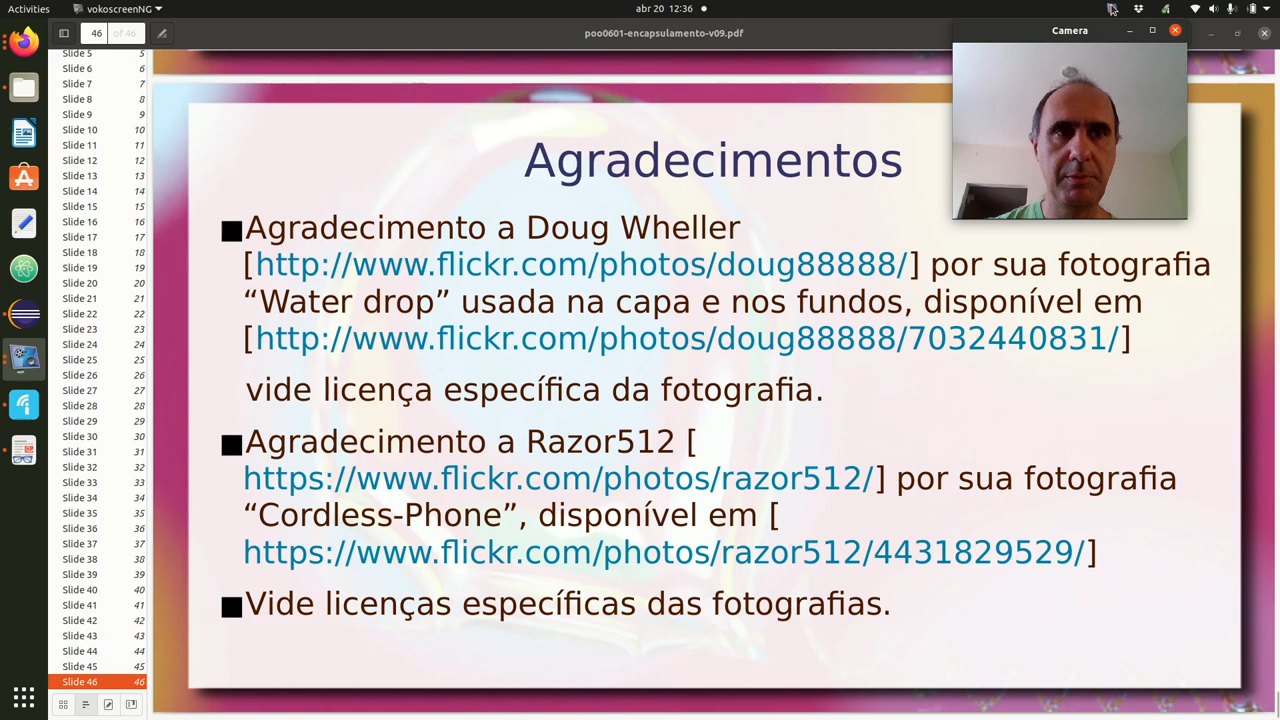 Activities
vokoscreenNG
abr 20 12:36
46
of 46
poo0601-encapsulamento-v09.pdf
Camera
Slide 5 5
Slide 6 6
Slide 7 7
Slide 8 8
Slide 9 9
Slide 10 10
Slide 11 11
Slide 12 12
Slide 13 13
Slide 14 14
Slide 15 15
Slide 16 16
Slide 17 17
Slide 18 18
Slide 19 19
Slide 20 20
Slide 21 21
Slide 22 22
Slide 23 23
Slide 24 24
Slide 25 25
Slide 26 26
Slide 27 27
Slide 28 28
Slide 29 29
Slide 30 30
Slide 31 31
Slide 32 32
Slide 33 33
Slide 34 34
Slide 35 35
Slide 36 36
Slide 37 37
Slide 38 38
Slide 39 39
Slide 40 40
Slide 41 41
Slide 42 42
Slide 43 43
Slide 44 44
Slide 45 45
Slide 46 46
Agradecimentos
■Agradecimento a Doug Wheller
[http://www.flickr.com/photos/doug88888/] por sua fotografia
“Water drop” usada na capa e nos fundos, disponível em
[http://www.flickr.com/photos/doug88888/7032440831/]
vide licença específica da fotografia.
■Agradecimento a Razor512 [
https://www.flickr.com/photos/razor512/] por sua fotografia
“Cordless-Phone”, disponível em [
https://www.flickr.com/photos/razor512/4431829529/]
■Vide licenças específicas das fotografias.